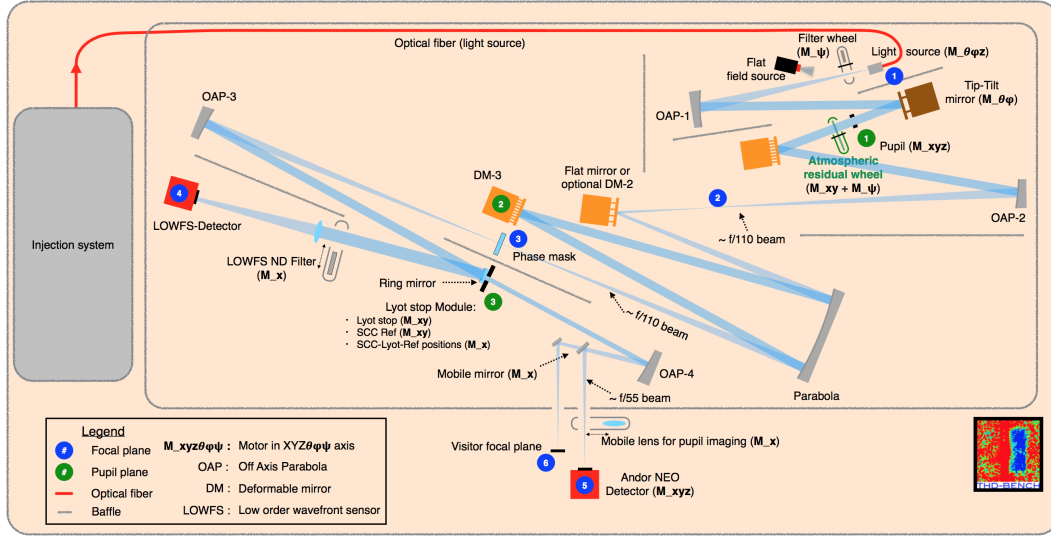 Optical fiber (light source)
Filter wheel
(M_ψ)
Light source (M_θφz)
1
Flat
field source
Tip-Tilt
mirror (M_θφ)
OAP-1
OAP-3
1
Pupil (M_xyz)
Atmospheric
residual wheel
(M_xy + M_ψ)
DM-3
Flat mirror or
optional DM-2
2
2
4
OAP-2
LOWFS-Detector
~ f/110 beam
3
Phase mask
Injection system
LOWFS ND Filter
(M_x)
Ring mirror
3
Lyot stop Module:
· Lyot stop (M_xy)
· SCC Ref (M_xy)
· SCC-Lyot-Ref positions (M_x)
~ f/110 beam
Mobile mirror (M_x)
OAP-4
~ f/55 beam
Parabola
Legend
# Focal plane
# Pupil plane
Optical fiber
Baffle
M_xyzθφψ : Motor in XYZθφψ axis
OAP : Off Axis Parabola
DM : Deformable mirror
LOWFS : Low order wavefront sensor
Visitor focal plane
6
Mobile lens for pupil imaging (M_x)
5
Andor NEO
Detector (M_xyz)
THD-BENCH